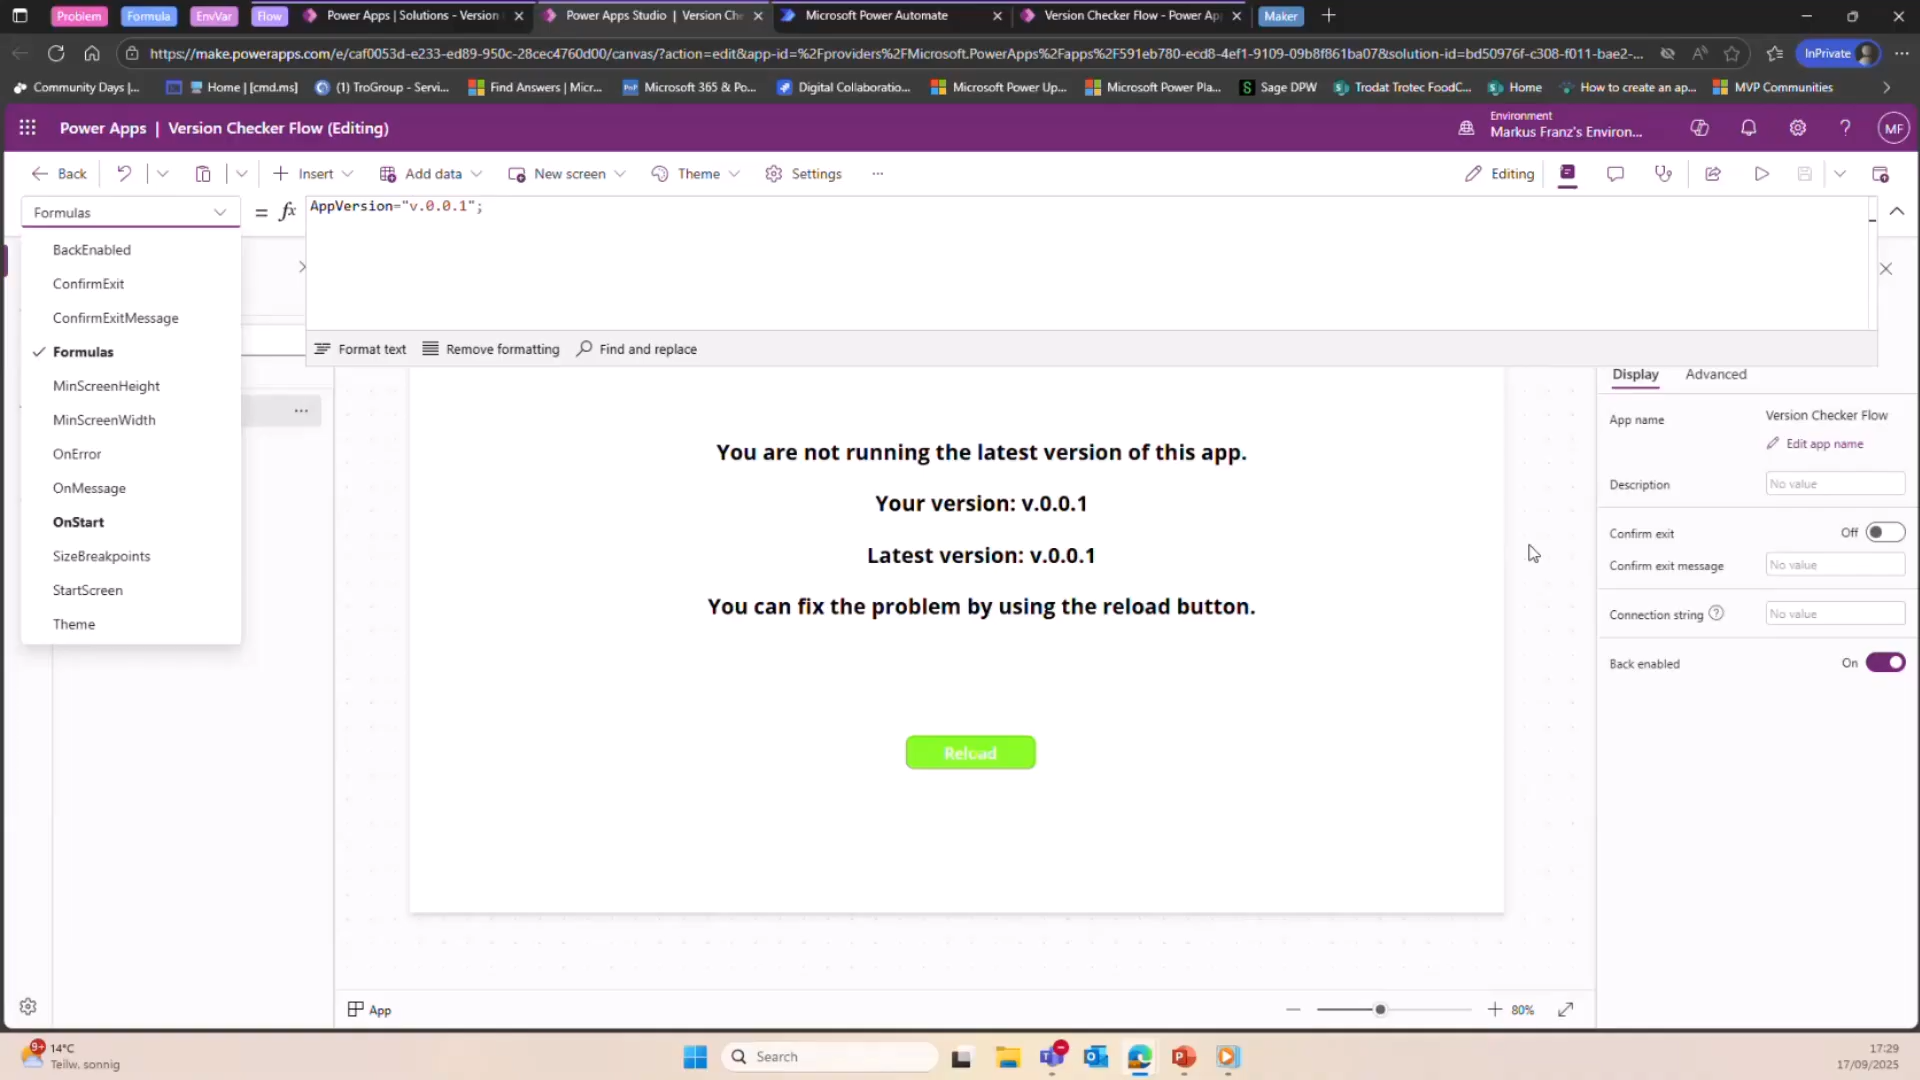 Problem
Formula
EnvVar
Flow
Power Apps | Solutions - Version
Power Apps Studio | Version Che
Microsoft Power Automate
Version Checker Flow - Power Ap
Maker
https://make.powerapps.com/e/caf0053d-e233-ed89-950c-28cec4760d00/canvas/?action=edit&app-id=%2Fproviders%2FMicrosoft.PowerApps%2Fapps%2F591eb780-ecd8-4ef1-9109-09b8f861ba07&solution-id=bd50976f-c308-f011-bae2-...
InPrivate
Community Days |...
Home | [cmd.ms]
(1) TroGroup - Servi...
Find Answers | Micr...
Microsoft 365 & Po...
Digital Collaboratio...
Microsoft Power Up...
Microsoft Power Pla...
Sage DPW
Trodat Trotec FoodC...
Home
How to create an ap...
MVP Communities
Power Apps | Version Checker Flow (Editing)
Environment
Markus Franz's Environ...
MF
Back
Insert
Add data
New screen
Theme
Settings
...
Editing
Formulas
= fx
AppVersion="v.0.0.1";
BackEnabled
ConfirmExit
ConfirmExitMessage
Formulas
MinScreenHeight
MinScreenWidth
OnError
OnMessage
OnStart
SizeBreakpoints
StartScreen
Theme
Format text
Remove formatting
Find and replace
You are not running the latest version of this app.
Your version: v.0.0.1
Latest version: v.0.0.1
You can fix the problem by using the reload button.
Reload
Display
Advanced
App name
Version Checker Flow
Edit app name
Description
No value
Confirm exit
Off
Confirm exit message
No value
Connection string
No value
Back enabled
On
App
80%
9+
14°C
Teilw. sonnig
Search
17:29
17/09/2025